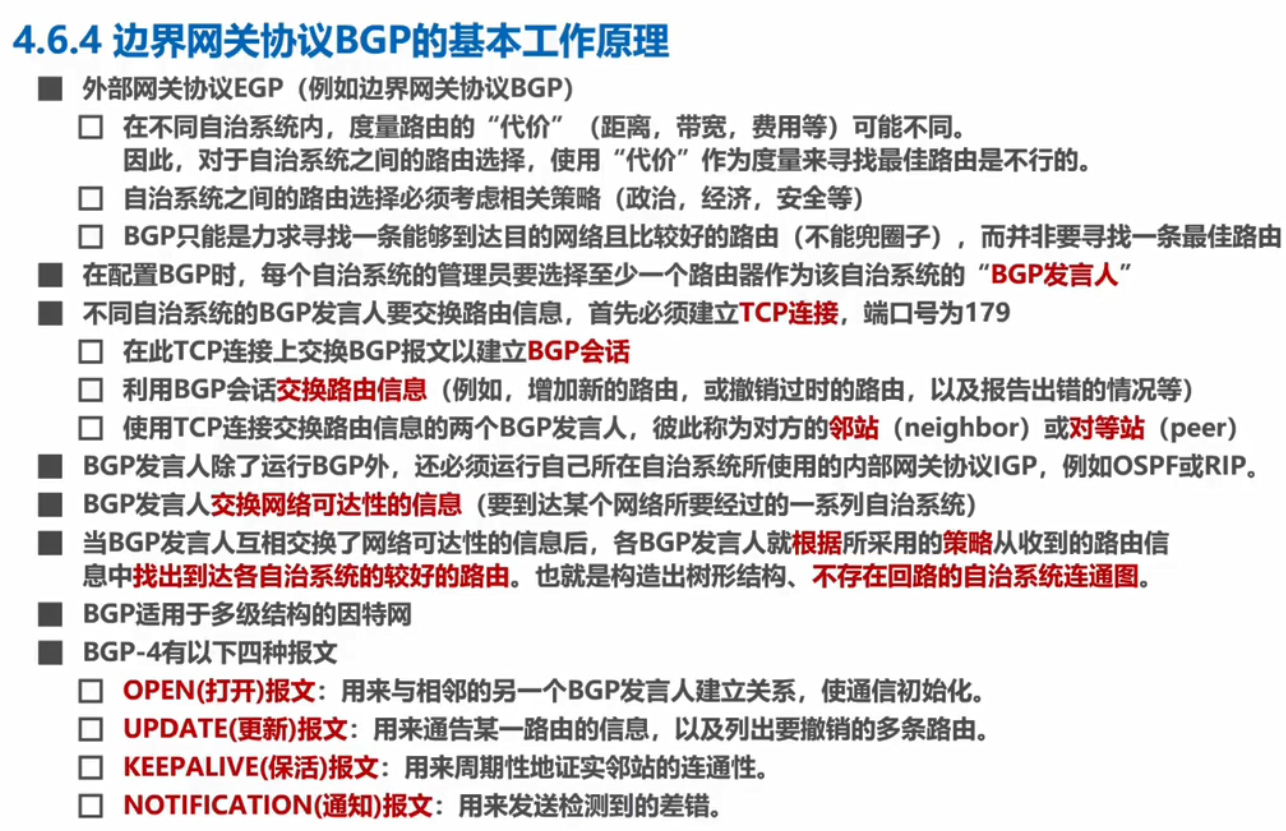 4.6.4 边界网关协议BGP的基本工作原理
外部网关协议EGP（例如边界网关协议BGP）
在不同自治系统内，度量路由的“代价”（距离，带宽，费用等）可能不同。
因此，对于自治系统之间的路由选择，使用“代价”作为度量来寻找最佳路由是不行的。
自治系统之间的路由选择必须考虑相关策略（政治，经济，安全等）
BGP只能是力求寻找一条能够到达目的网络且比较好的路由（不能兜圈子），而并非要寻找一条最佳路由
在配置BGP时，每个自治系统的管理员要选择至少一个路由器作为该自治系统的“BGP发言人”
不同自治系统的BGP发言人要交换路由信息，首先必须建立TCP连接，端口号为179
在此TCP连接上交换BGP报文以建立BGP会话
利用BGP会话交换路由信息（例如，增加新的路由，或撤销过时的路由，以及报告出错的情况等）
使用TCP连接交换路由信息的两个BGP发言人，彼此称为对方的邻站（neighbor）或对等站（peer）
BGP发言人除了运行BGP外，还必须运行自己所在自治系统所使用的内部网关协议IGP，例如OSPF或RIP。
BGP发言人交换网络可达性的信息（要到达某个网络所要经过的一系列自治系统）
当BGP发言人互相交换了网络可达性的信息后，各BGP发言人就根据所采用的策略从收到的路由信
息中找出到达各自治系统的较好的路由。也就是构造出树形结构、不存在回路的自治系统连通图。
BGP适用于多级结构的因特网
BGP-4有以下四种报文
OPEN(打开)报文：用来与相邻的另一个BGP发言人建立关系，使通信初始化。
UPDATE(更新)报文：用来通告某一路由的信息，以及列出要撤销的多条路由。
KEEPALIVE(保活)报文：用来周期性地证实邻站的连通性。
NOTIFICATION(通知)报文：用来发送检测到的差错。